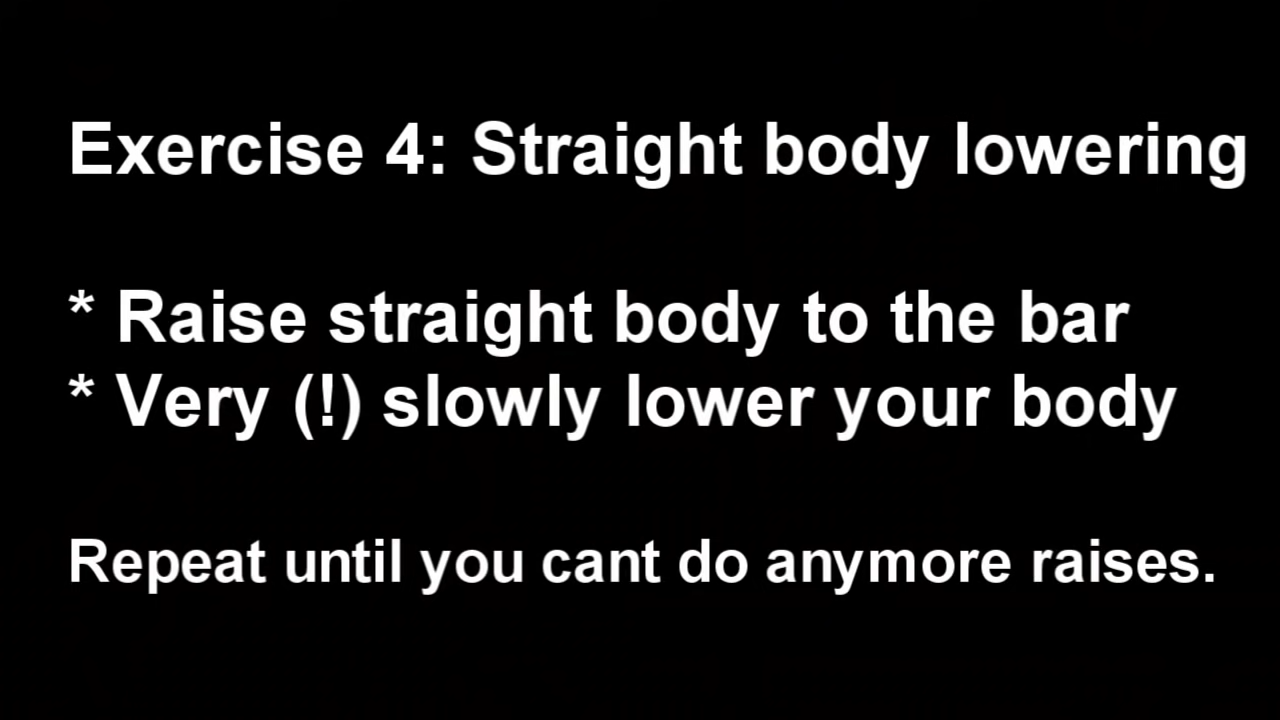 Exercise 4: Straight body lowering
* Raise straight body to the bar
* Very (!) slowly lower your body
Repeat until you cant do anymore raises.